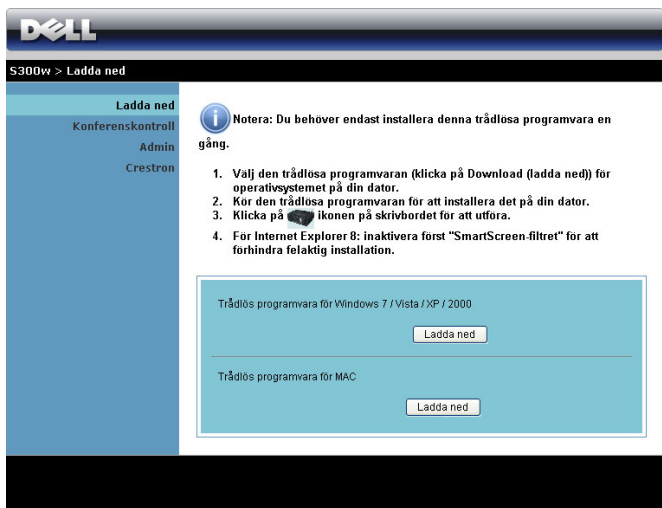 DELL
S300w > Ladda ned
Ladda ned
Konferenskontroll
Admin
Crestron
Notera: Du behöver endast installera denna trådlösa programvara en
gång.
1. Välj den trådlösa programvaran (klicka på Download (ladda ned)) för
operativsystemet på din dator.
2. Kör den trådlösa programvaran för att installera det på din dator.
3. Klicka på ikonen på skrivbordet för att utföra.
4. För Internet Explorer 8: inaktivera först "SmartScreen-filtret" för att
förhindra felaktig installation.
Trådlös programvara för Windows 7 / Vista / XP / 2000
Ladda ned
Trådlös programvara för MAC
Ladda ned